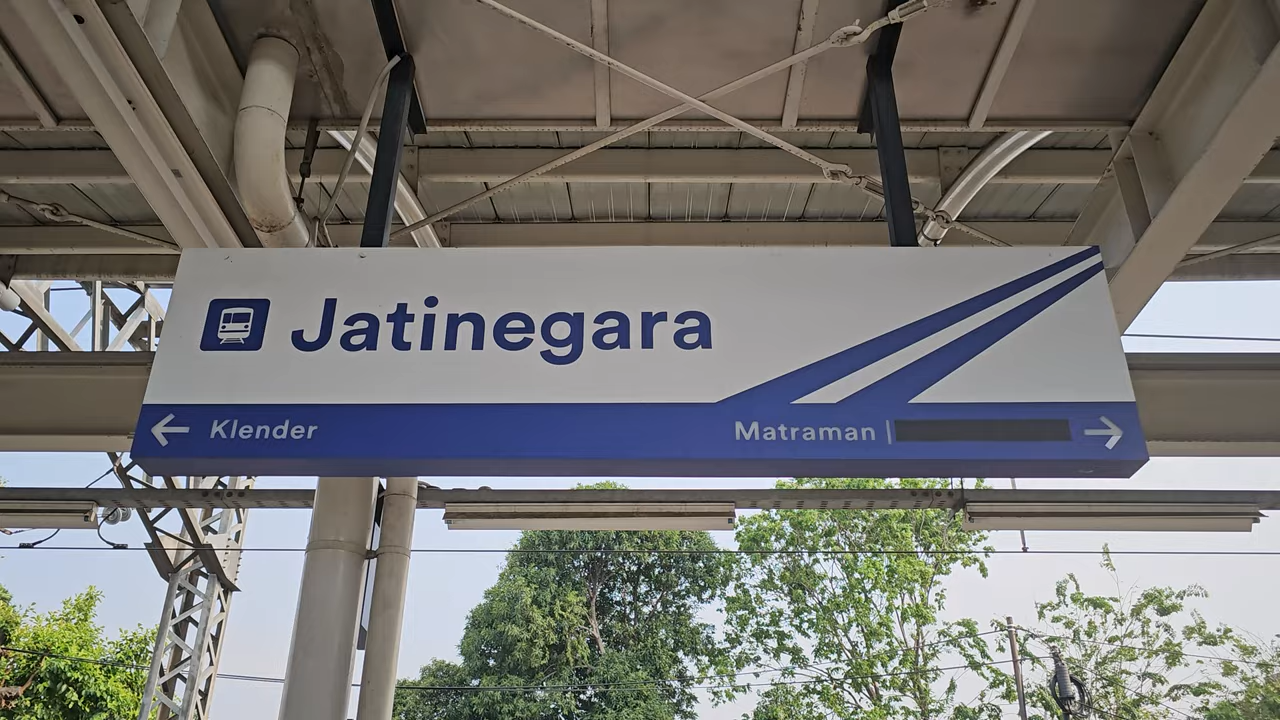 Jatinegara
← Klender
Matraman | →